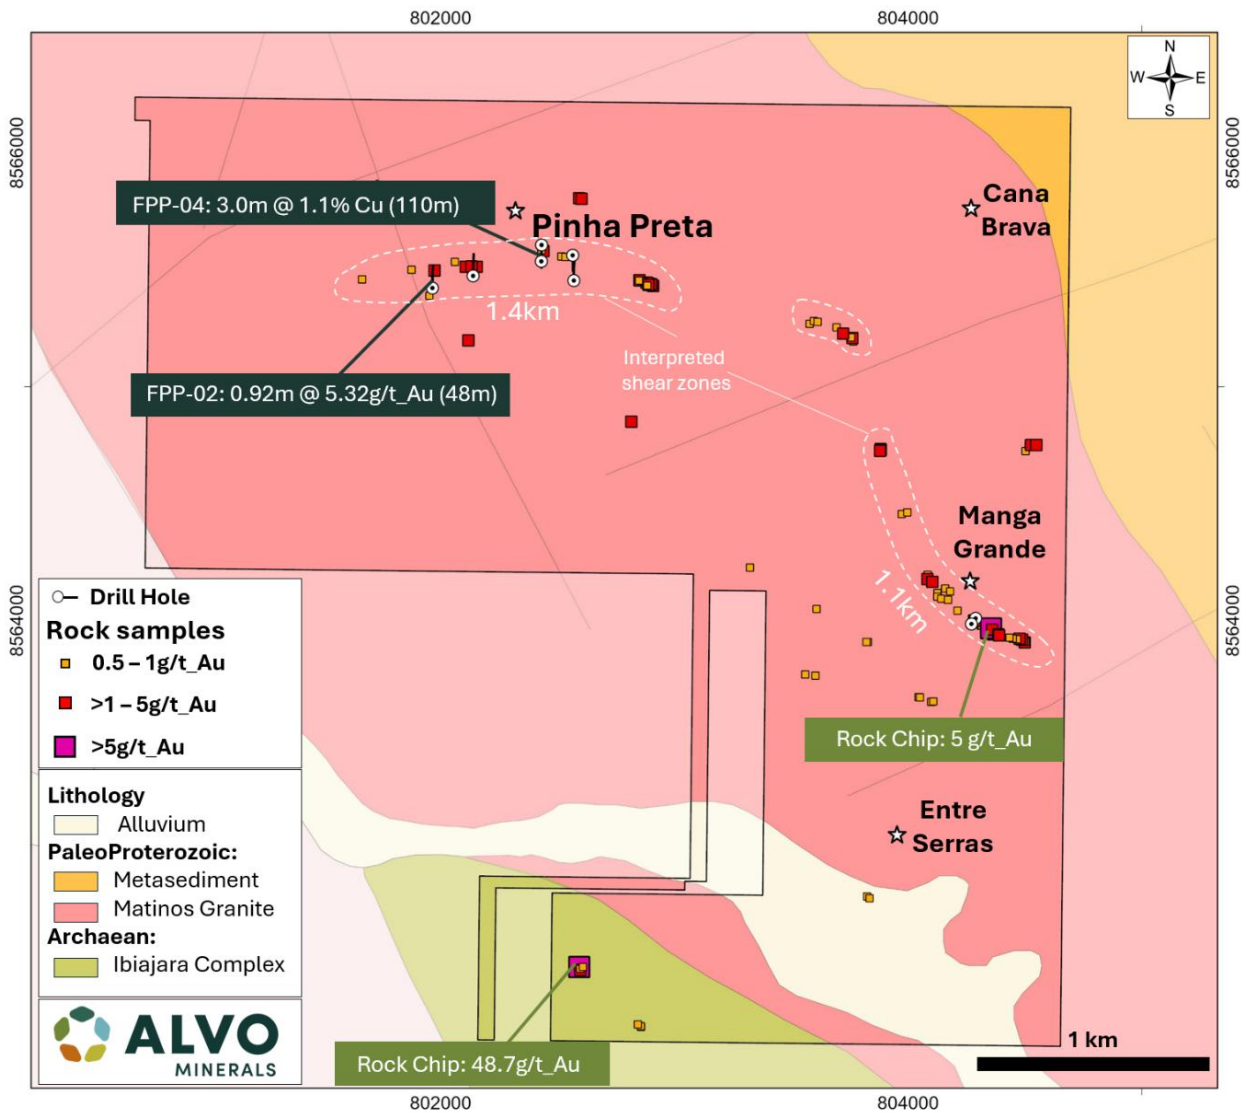 802000
804000
N
W
E
S
8566000
8566000
Cana
Brava
FPP-04: 3.0m @ 1.1% Cu (110m)
Pinha Preta
1.4km
Interpreted
shear zones
FPP-02: 0.92m @ 5.32g/t_Au (48m)
Manga
Grande
1.1km
8564000
8564000
Drill Hole
Rock samples
0.5 – 1g/t_Au
>1 – 5g/t_Au
>5g/t_Au
Rock Chip: 5 g/t_Au
Lithology
Alluvium
PaleoProterozoic:
Metasediment
Matinos Granite
Archaean:
Ibiajara Complex
Entre
Serras
ALVO
MINERALS
Rock Chip: 48.7g/t_Au
1 km
802000
804000